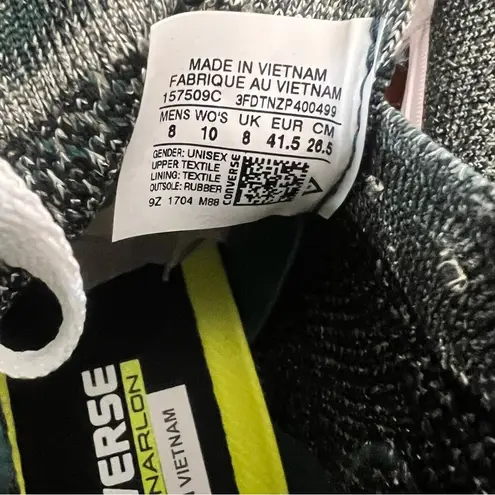 MADE IN VIETNAM
FABRIQUE AU VIETNAM
157509C 3FDTNZP400499
MENS WO'S UK EUR CM
8 10 8 41.5 26.5
GENDER: UNISEX
UPPER TEXTILE
LINING: TEXTILE
OUTSOLE: RUBBER
9Z 1704 M68
CONVERSE
VERSE
NARLON
VIETNAM